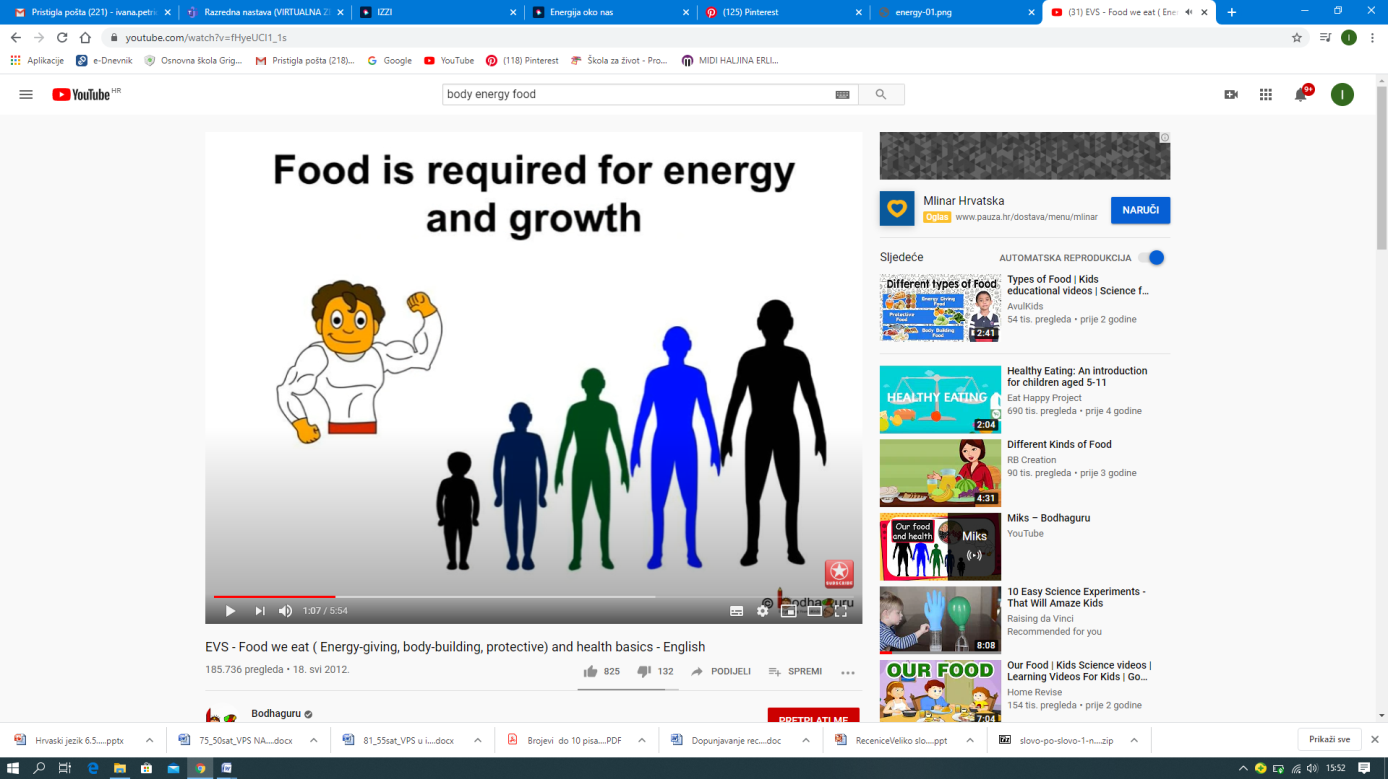 Pristigla pošta (221) - ivana.petri
Razredna nastava (VIRTUALNA Z
IZZI
Energija oko nas
(125) Pinterest
energy-01.png
(31) EVS - Food we eat ( Ene
youtube.com/watch?v=fHyeUCI1_1s
Aplikacije
e-Dnevnik
Osnovna škola Grig...
Pristigla pošta (218)...
Google
YouTube
(118) Pinterest
Škola za život - Pro...
MIDI HALJINA ERLI...
YouTube HR
body energy food
9+
I
Food is required for energy
and growth
SUBSCRIBE
1:07 / 5:54
EVS - Food we eat ( Energy-giving, body-building, protective) and health basics - English
185.736 pregleda • 18. svi 2012.
825
132
PODIJELI
SPREMI
Bodhaguru
PRETPLATI ME
Mlinar Hrvatska
Oglas www.pauza.hr/dostava/menu/mlinar
NARUČI
Sljedeće
AUTOMATSKA REPRODUKCIJA
Different types of Food
Energy Giving
Food
Protective
Food
Body Building
Food
2:41
Types of Food | Kids
educational videos | Science f...
AvulKids
54 tis. pregleda • prije 2 godine
HEALTHY EATING
2:04
Healthy Eating: An introduction
for children aged 5-11
Eat Happy Project
690 tis. pregleda • prije 4 godine
4:31
Different Kinds of Food
RB Creation
90 tis. pregleda • prije 3 godine
Our food
and health
Miks
Miks – Bodhaguru
YouTube
8:08
10 Easy Science Experiments -
That Will Amaze Kids
Raising da Vinci
Recommended for you
OUR FOOD
7:04
Our Food | Kids Science videos |
Learning Videos For Kids | Go...
Home Revise
154 tis. pregleda • prije 2 godine
Hrvaski jezik 6.5.....pptx
75_50sat_VPS NA....docx
81_55sat_VPS u i....docx
Brojevi do 10 pisa....PDF
Dopunjavanje rec....doc
ReceniceVeliko slo....ppt
slovo-po-slovo-1-n....zip
Prikaži sve
15:52